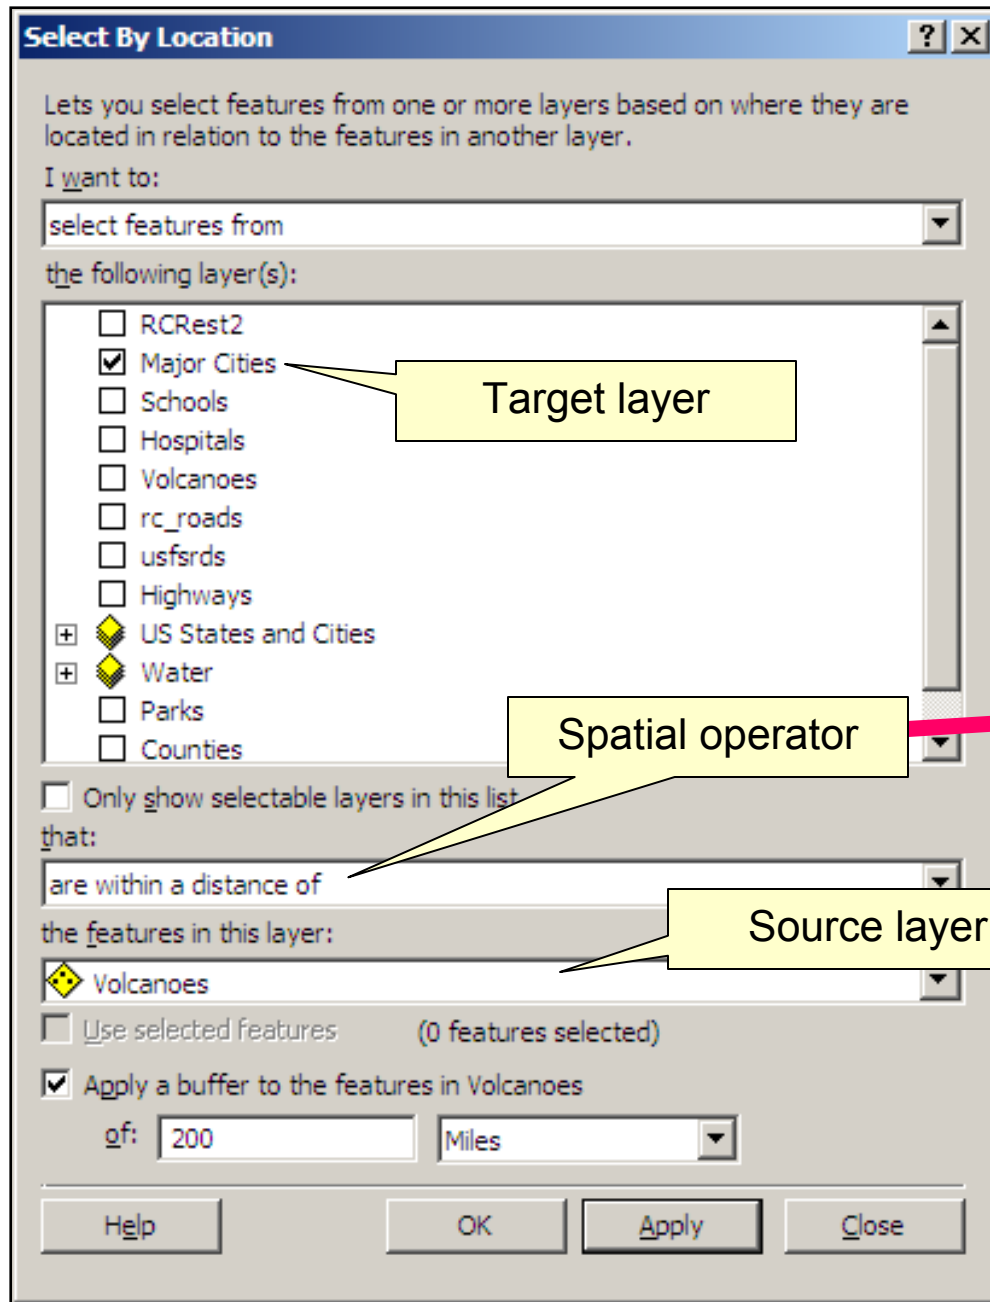 Select By Location
Lets you select features from one or more layers based on where they are
located in relation to the features in another layer.
I want to:
select features from
the following layer(s):
RCRest2
Major Cities
Target layer
Schools
Hospitals
Volcanoes
rc_roads
usfsrds
Highways
US States and Cities
Water
Parks
Spatial operator
Counties
Only show selectable layers in this list
that:
are within a distance of
Source layer
the features in this layer:
Volcanoes
Use selected features (0 features selected)
Apply a buffer to the features in Volcanoes
of: 200 Miles
Help OK Apply Close